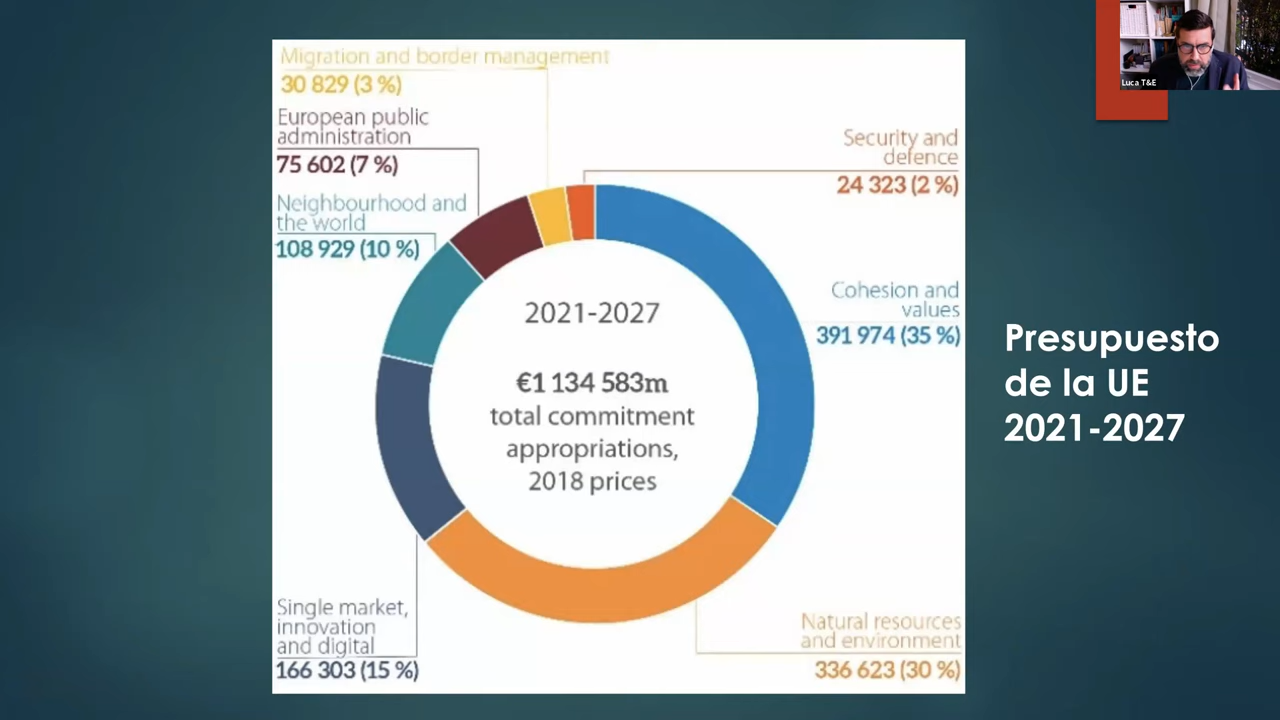 Migration and border management
30 829 (3 %)
European public
administration
75 602 (7 %)
Neighbourhood and
the world
108 929 (10 %)
Single market,
innovation
and digital
166 303 (15 %)
2021-2027
€1 134 583m
total commitment
appropriations,
2018 prices
Security and
defence
24 323 (2 %)
Cohesion and
values
391 974 (35 %)
Natural resources
and environment
336 623 (30 %)
Presupuesto
de la UE
2021-2027
Luca T&E